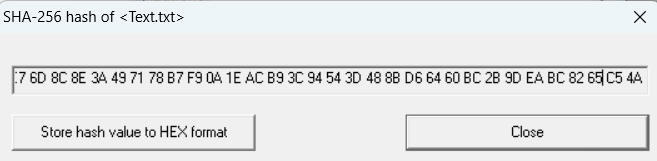 SHA-256 hash of <Text.txt>
7 6D 8C 8E 3A 49 71 78 B7 F9 0A 1E AC B9 3C 94 54 3D 48 8B D6 64 60 BC 2B 9D EA BC 82 65 C5 4A
Store hash value to HEX format Close